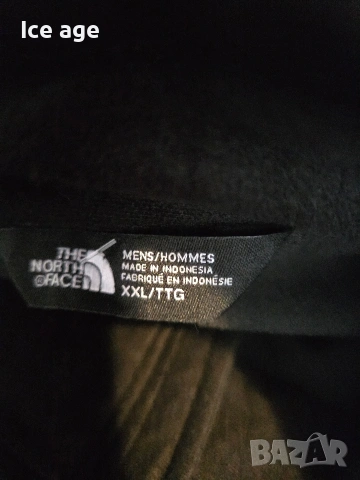 Ice age
THE
NORTH
FACE
MENS/HOMMES
MADE IN INDONESIA
FABRIQUÉ EN INDONÉSIE
XXL/TTG
BAZAR